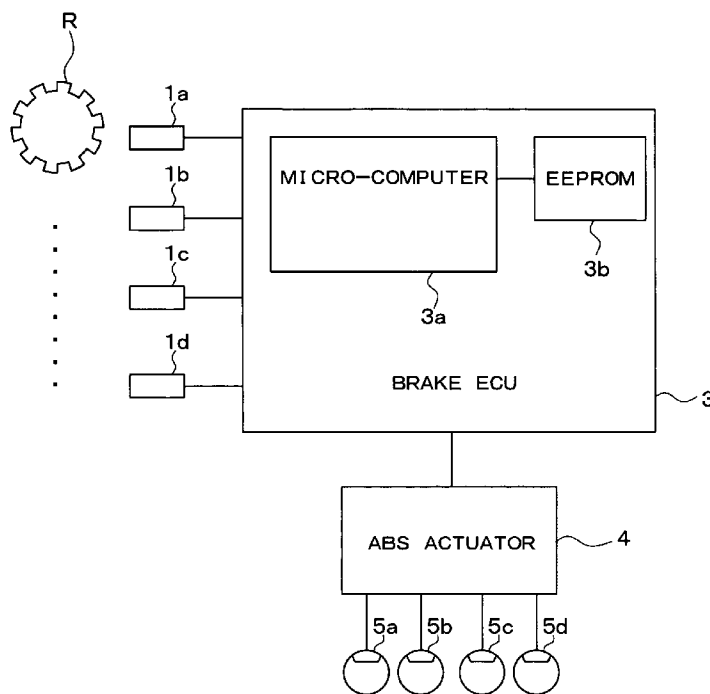 R
1a
1b
1c
1d
MICRO-COMPUTER
EEPROM
3b
3a
BRAKE ECU
3
ABS ACTUATOR
4
5a 5b 5c 5d